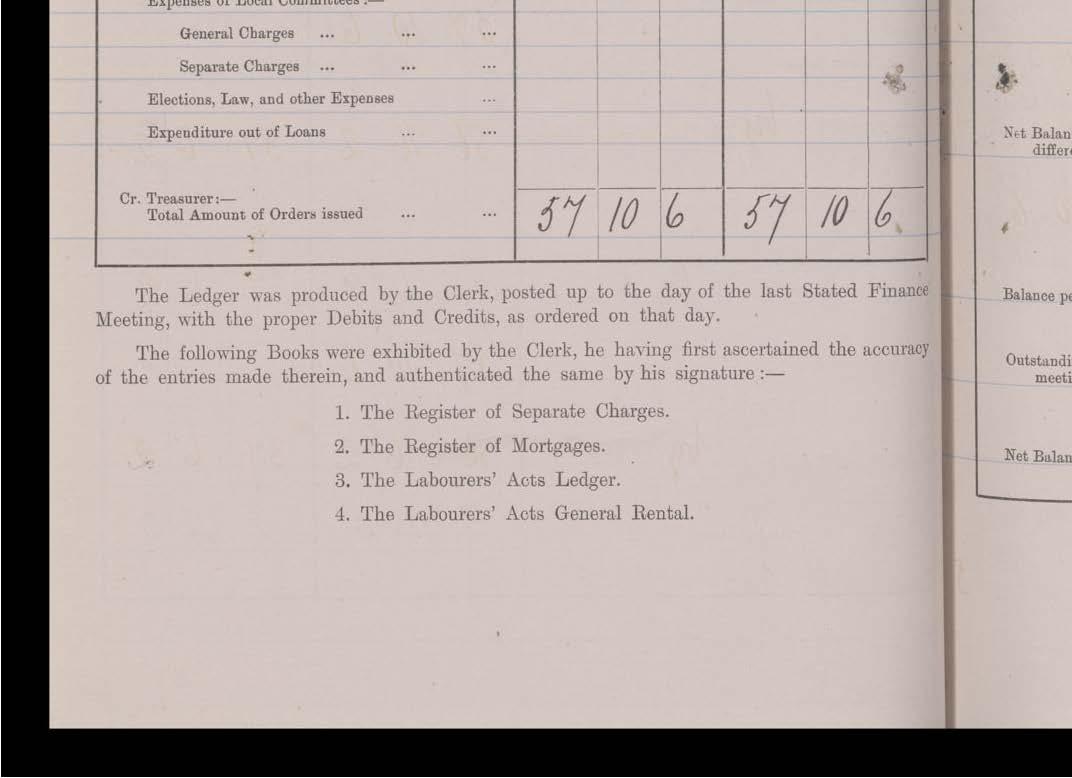 Expenses of Local Committees:—
General Charges ... ... ...
Separate Charges ... ... ...
Elections, Law, and other Expenses ...
Expenditure out of Loans ... ...
Cr. Treasurer:—
Total Amount of Orders issued ... ... 57 10 6 57 10 6
The Ledger was produced by the Clerk, posted up to the day of the last Stated Finance
Meeting, with the proper Debits and Credits, as ordered on that day.
The following Books were exhibited by the Clerk, he having first ascertained the accuracy
of the entries made therein, and authenticated the same by his signature:—
1. The Register of Separate Charges.
2. The Register of Mortgages.
3. The Labourers' Acts Ledger.
4. The Labourers' Acts General Rental.
Net Balan
differ
Balance pe
Outstandi
meeti
Net Balan